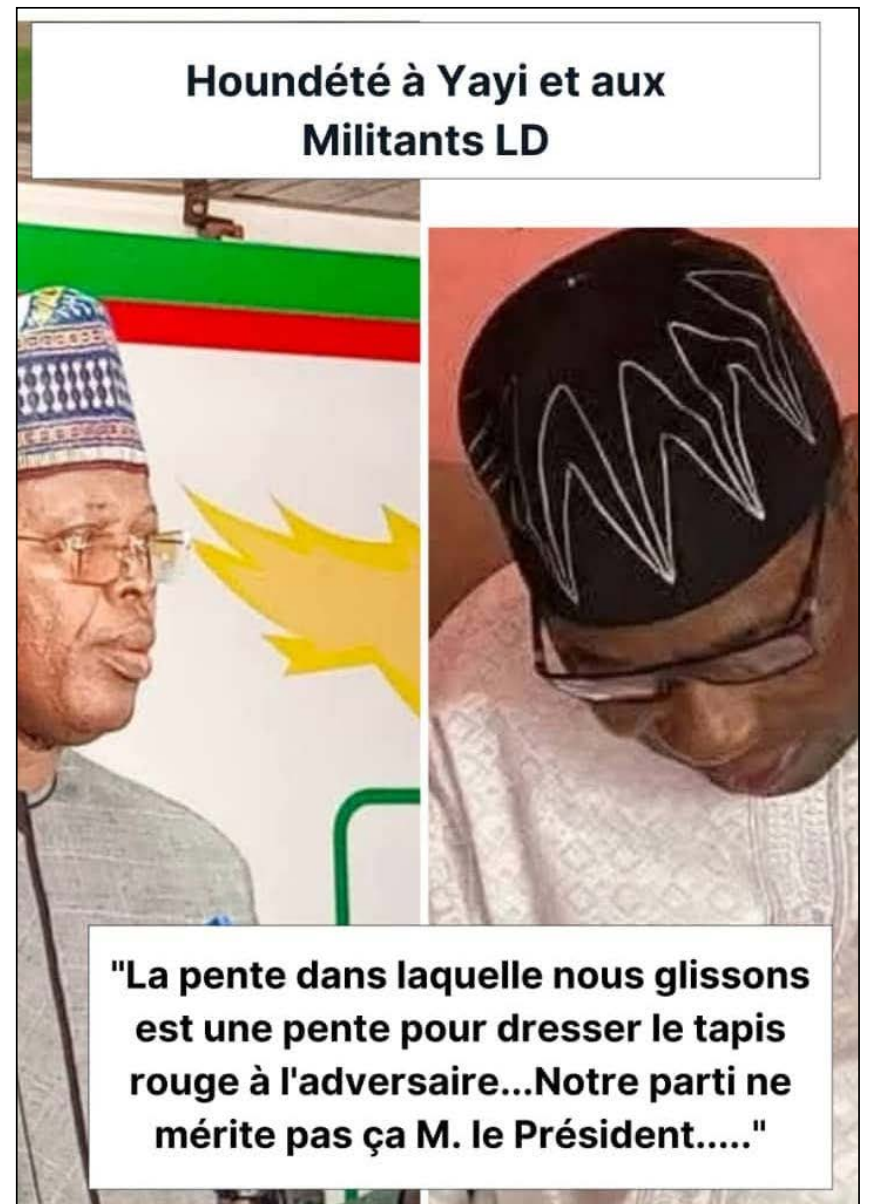 Houndété à Yayi et aux
Militants LD
"La pente dans laquelle nous glissons
est une pente pour dresser le tapis
rouge à l'adversaire...Notre parti ne
mérite pas ça M. le Président....."